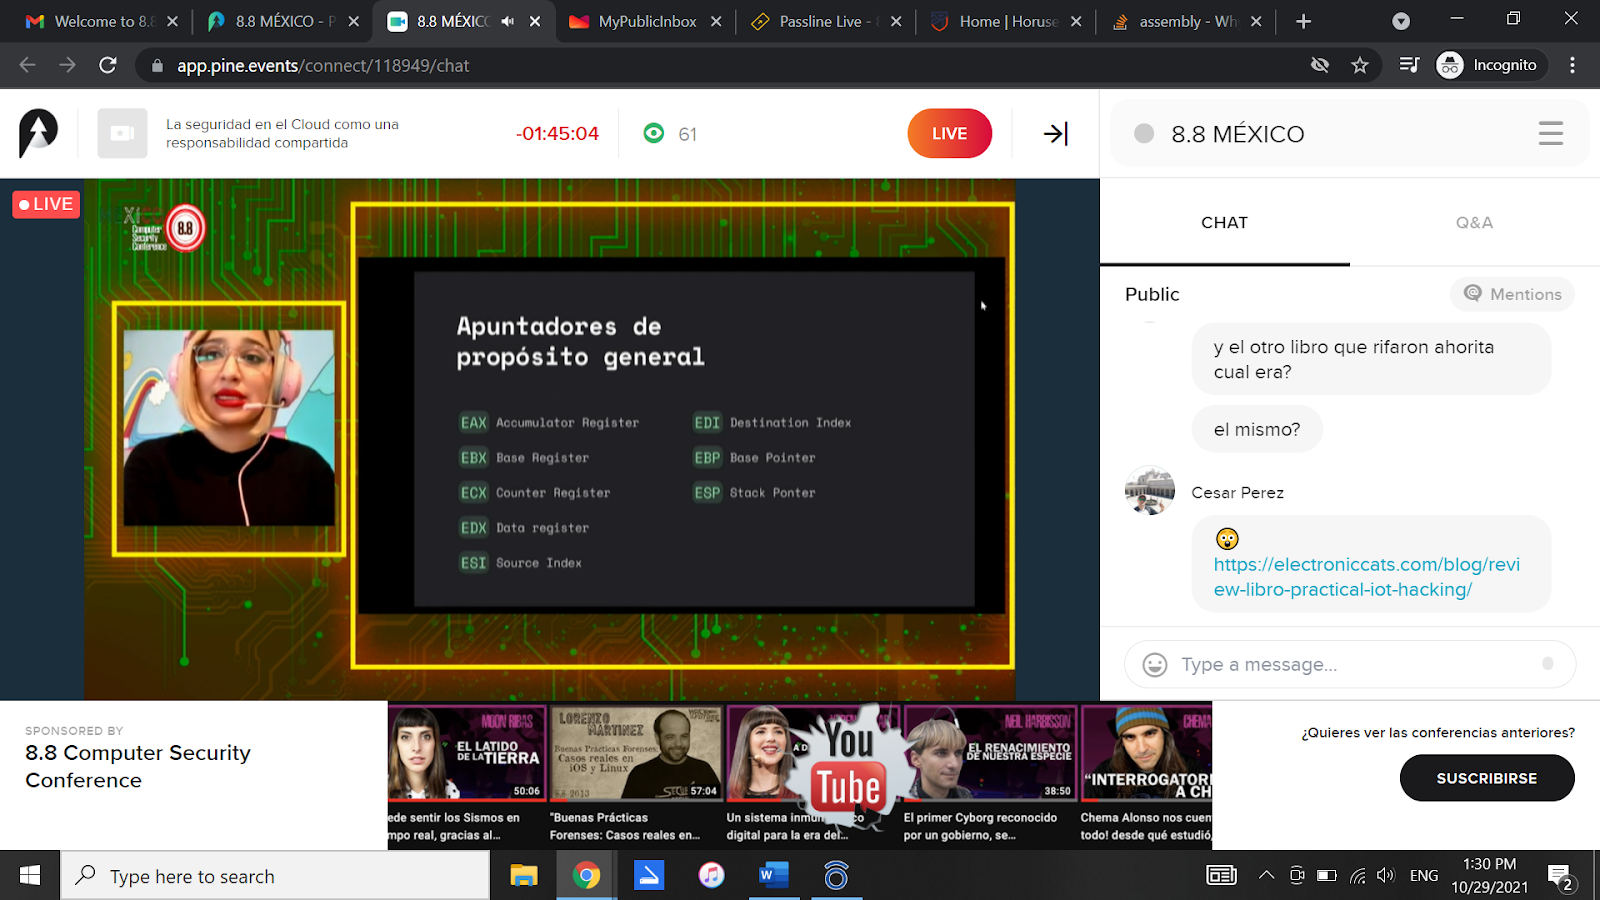 Welcome to 8.8
8.8 MÉXICO - P
8.8 MÉXICO
MyPublicInbox
Passline Live - 8
Home | Horuse
assembly - Why
app.pine.events/connect/118949/chat
Incognito
La seguridad en el Cloud como una
responsabilidad compartida
-01:45:04
61
LIVE
8.8 MÉXICO
LIVE
Computer
Security
Conference
8.8
Apuntadores de
propósito general
EAX Accumulator Register
EBX Base Register
ECX Counter Register
EDX Data register
ESI Source Index
EDI Destination Index
EBP Base Pointer
ESP Stack Ponter
CHAT
Q&A
Public
Mentions
y el otro libro que rifaron ahorita
cual era?
el mismo?
Cesar Perez
https://electroniccats.com/blog/revi
ew-libro-practical-iot-hacking/
Type a message...
SPONSORED BY
8.8 Computer Security
Conference
MOON RIBAS
EL LATIDO
DE LA TIERRA
50:06
ede sentir los Sismos en
mpo real, gracias al...
LORENZO
MARTINEZ
Buenas Prácticas Forenses:
Casos reales en
iOS y Linux
57:04
"Buenas Prácticas
Forenses: Casos reales en...
You
Tube
Un sistema inmun
co
digital para la era del...
NEIL HARBISSON
EL RENACIMIENTO
DE NUESTRA ESPECIE
38:50
El primer Cyborg reconocido
por un gobierno, se...
CHEMA
"INTERROGATOR
A CH
Chema Alonso nos cuen
todo! desde qué estudió,
¿Quieres ver las conferencias anteriores?
SUSCRIBIRSE
Type here to search
ENG
1:30 PM
10/29/2021
2